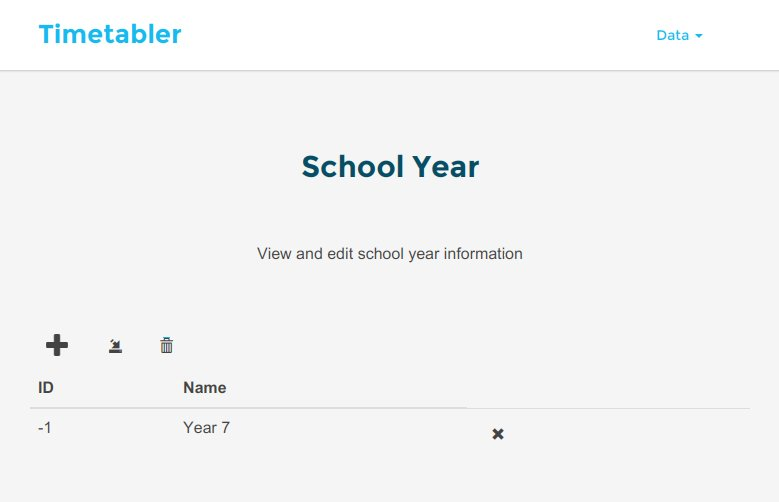 Timetabler
Data
School Year
View and edit school year information
ID Name
-1 Year 7